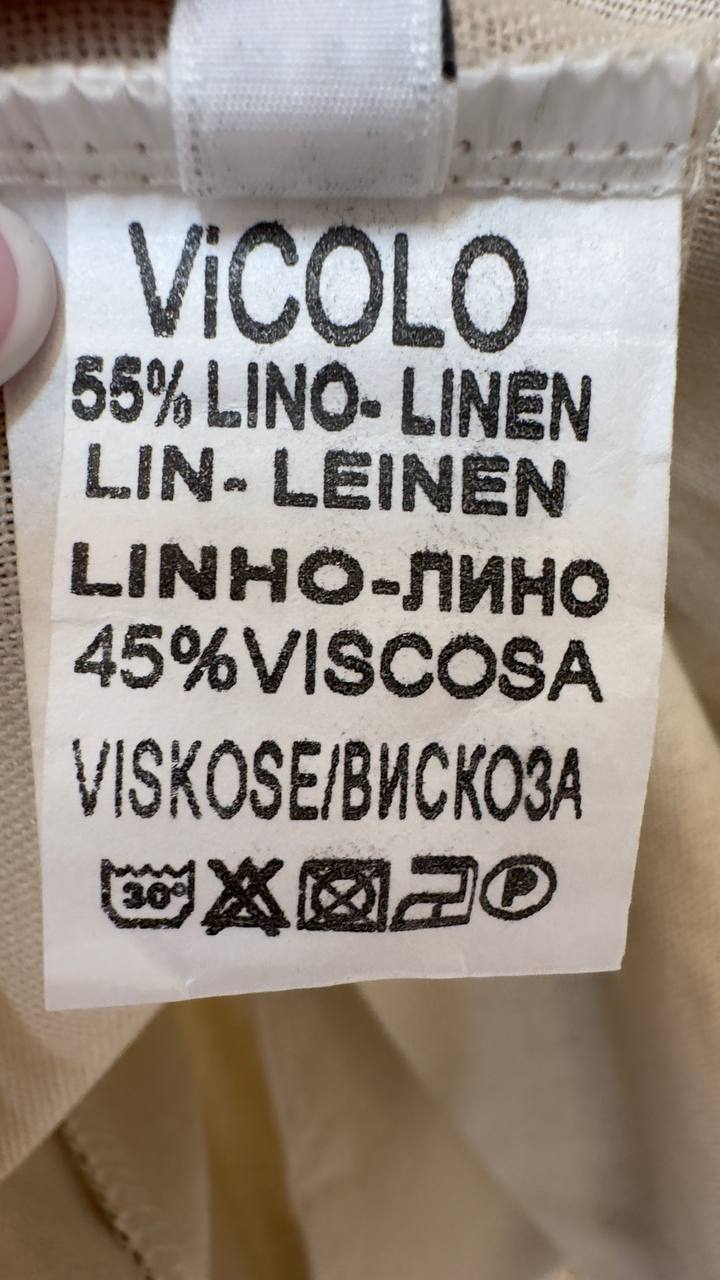 ViCOLO
55% LINO- LINEN
LIN- LEINEN
LINHO-ЛИНО
45%VISCOSA
VISKOSE/ВИСКОЗА
30° P